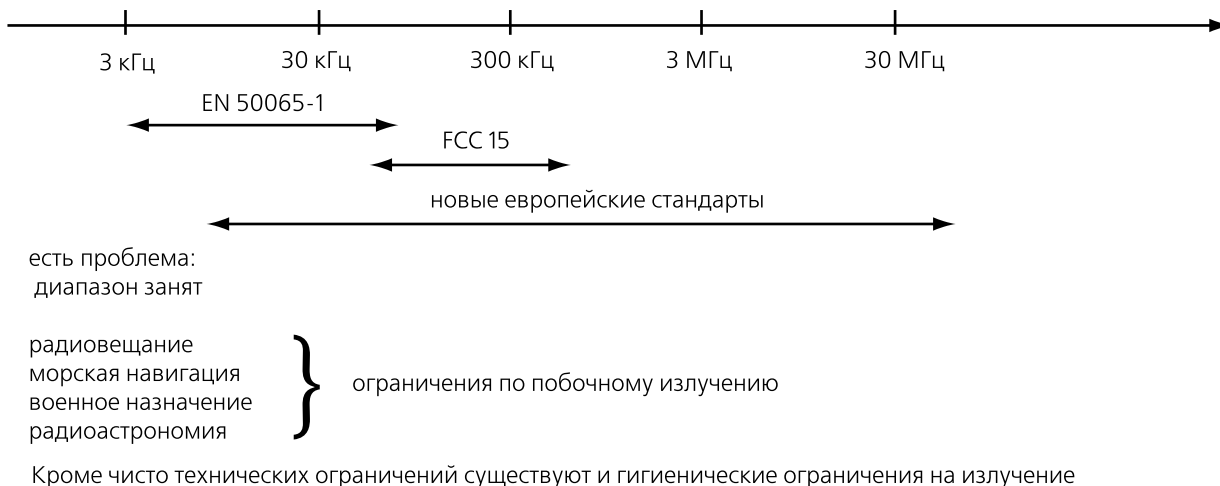 3 кГц 30 кГц 300 кГц 3 МГц 30 МГц
EN 50065-1
FCC 15
новые европейские стандарты
есть проблема:
диапазон занят
радиовещание
морская навигация
военное назначение
радиоастрономия
ограничения по побочному излучению
Кроме чисто технических ограничений существуют и гигиенические ограничения на излучение